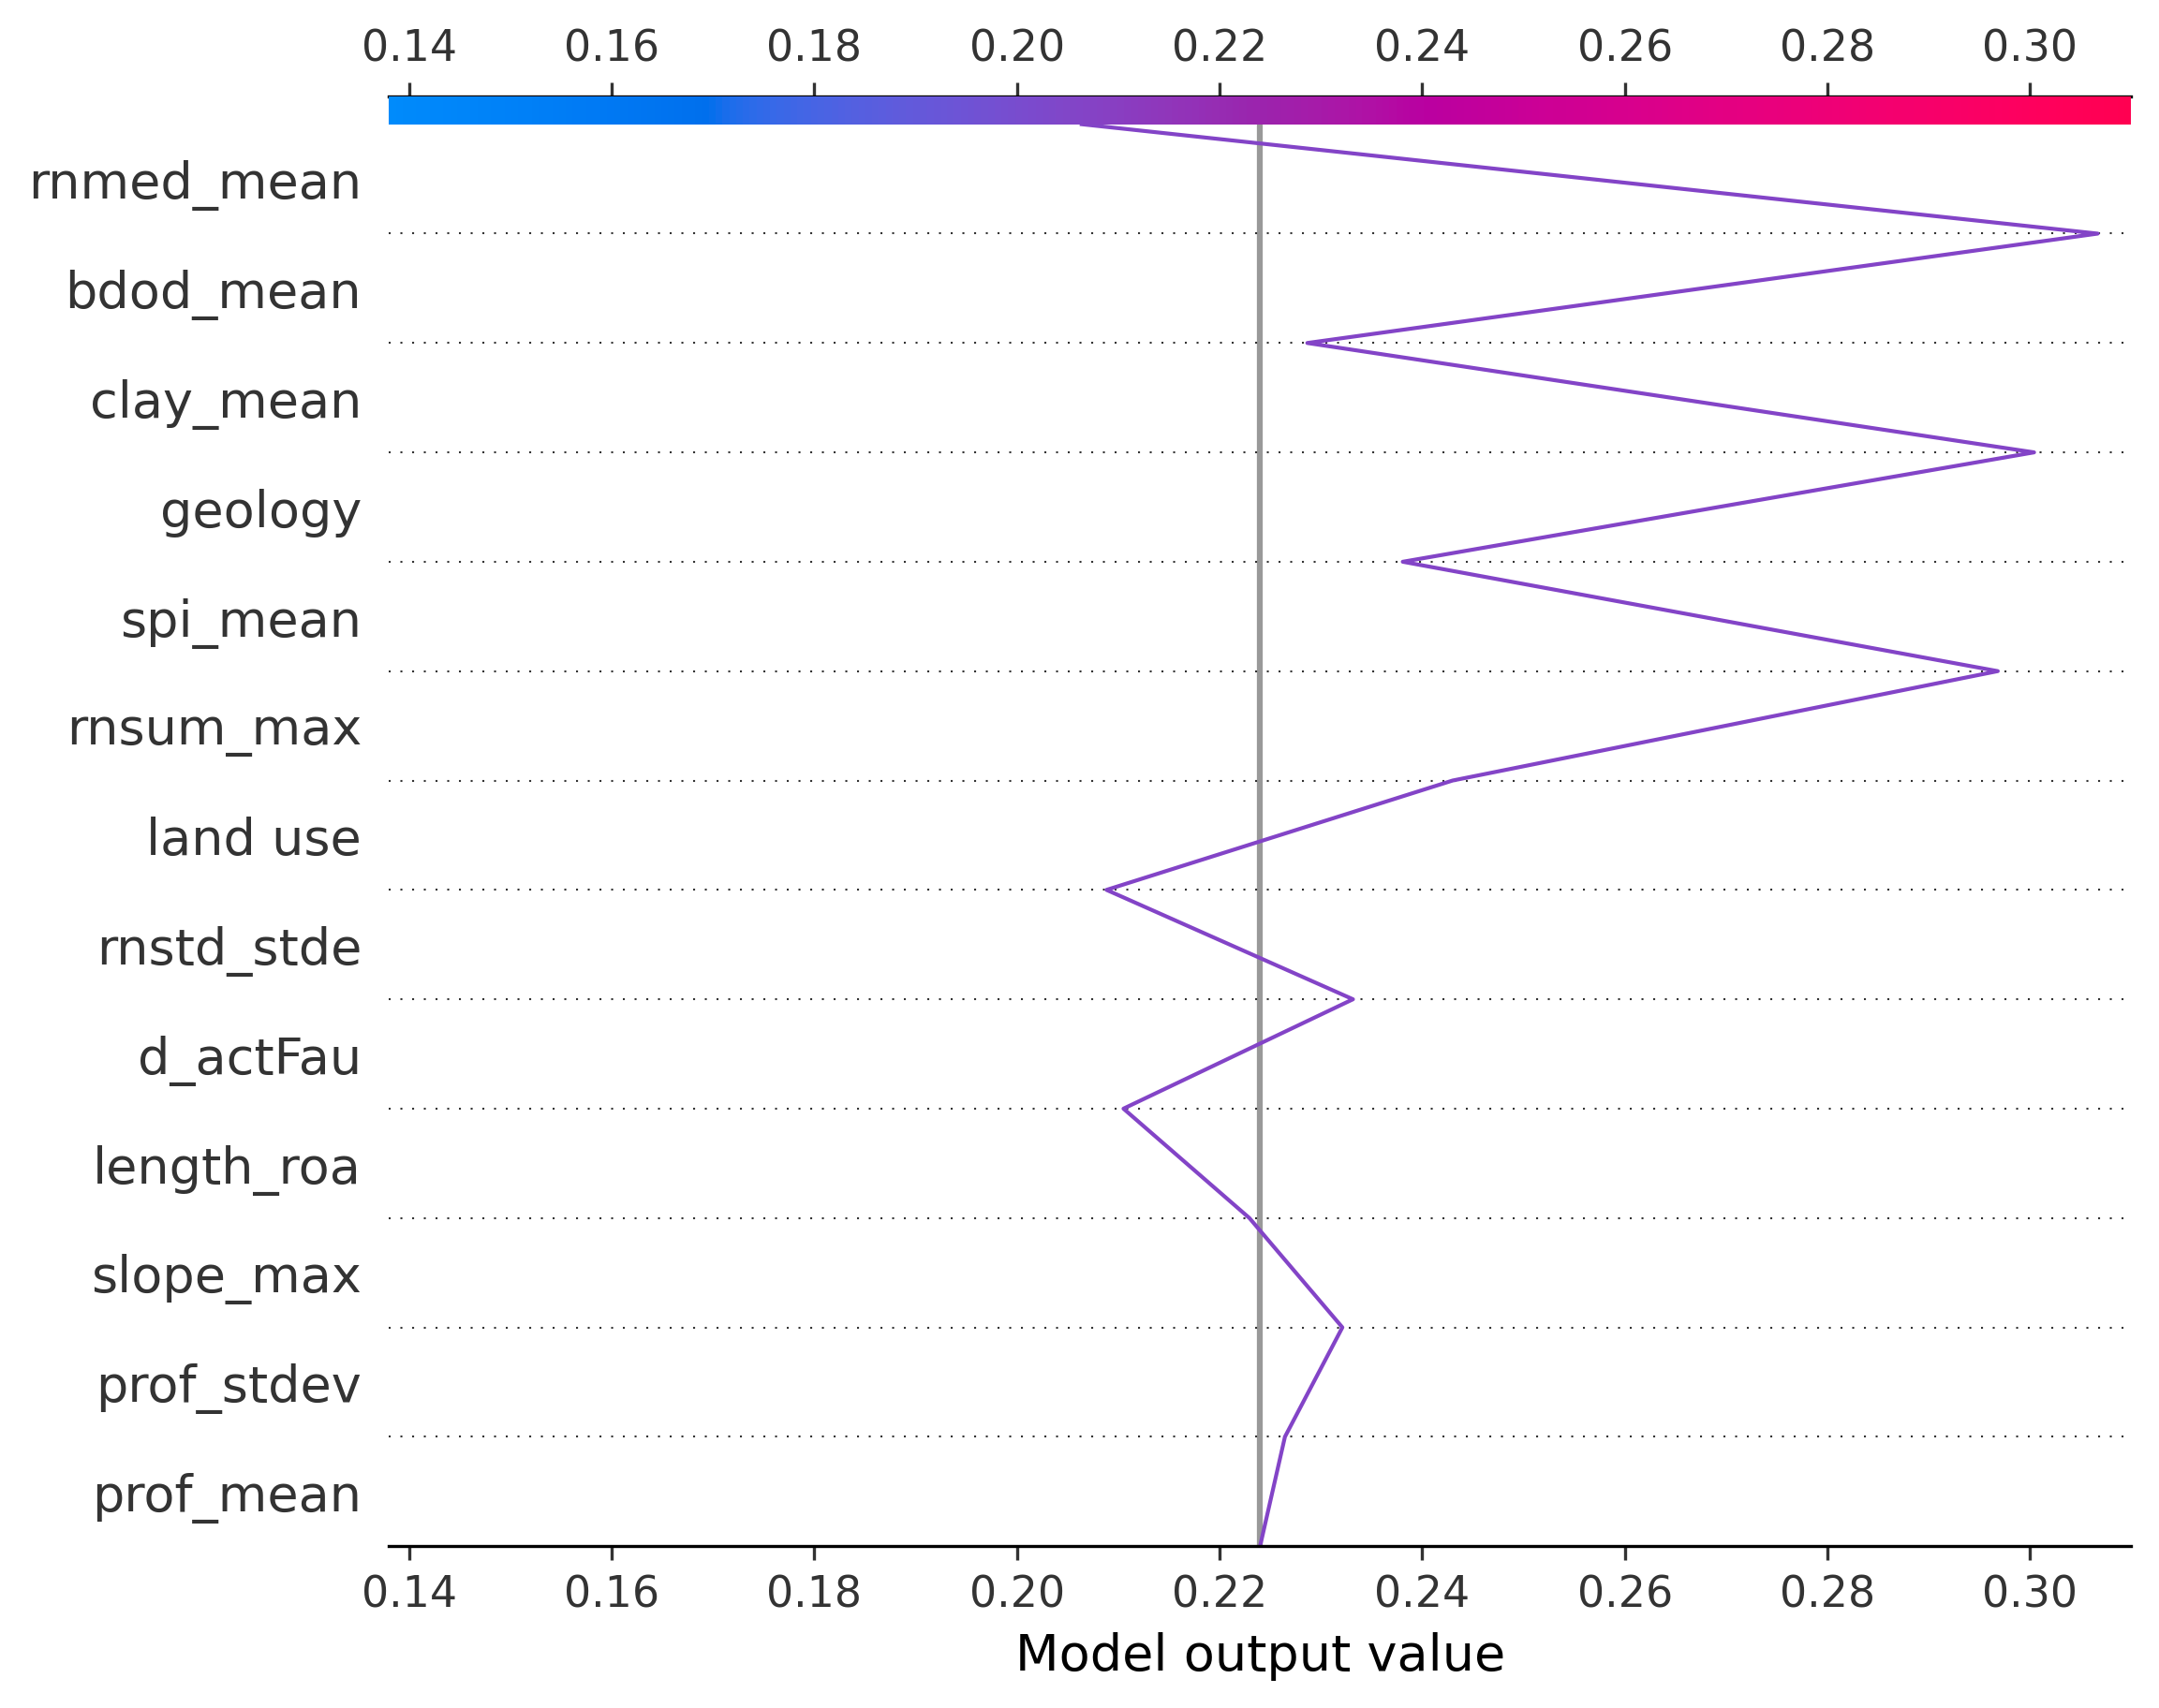 0.14 0.16 0.18 0.20 0.22 0.24 0.26 0.28 0.30
rnmed_mean
bdod_mean
clay_mean
geology
spi_mean
rnsum_max
land use
rnstd_stde
d_actFau
length_roa
slope_max
prof_stdev
prof_mean
0.14 0.16 0.18 0.20 0.22 0.24 0.26 0.28 0.30
Model output value